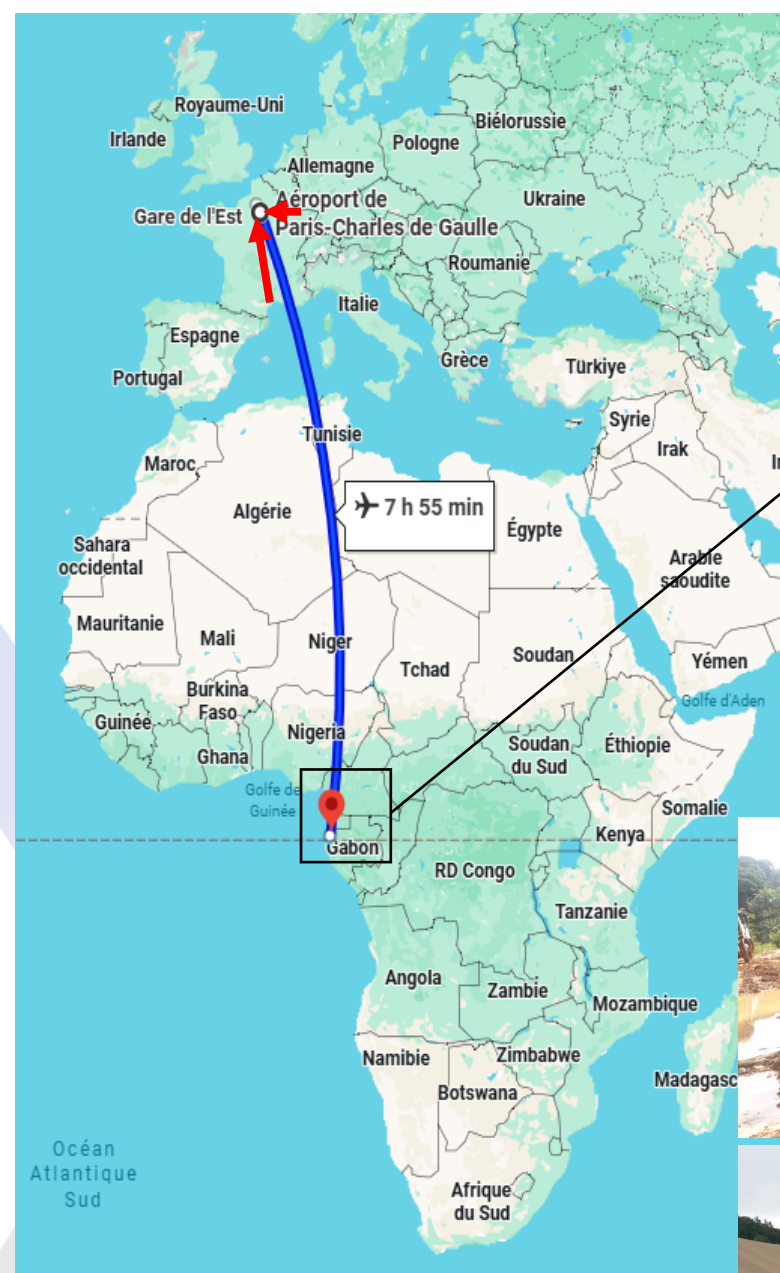 Royaume-Uni
Irlande
Biélorussie
Pologne
Allemagne
Ukraine
Gare de l'Est
Aéroport de
Paris-Charles de Gaulle
Roumanie
Italie
Espagne
Grèce
Türkiye
Portugal
Syrie
Tunisie
Irak
Maroc
7 h 55 min
Algérie
Égypte
Sahara
occidental
Arabie
saoudite
Mauritanie
Mali
Niger
Tchad
Soudan
Yémen
Burkina
Faso
Golfe d'Aden
Guinée
Nigeria
Ghana
Soudan
du Sud
Éthiopie
Golfe de
Guinée
Somalie
Kenya
Gabon
RD Congo
Tanzanie
Angola
Zambie
Mozambique
Namibie
Zimbabwe
Botswana
Madagasc
Océan
Atlantique
Sud
Afrique
du Sud